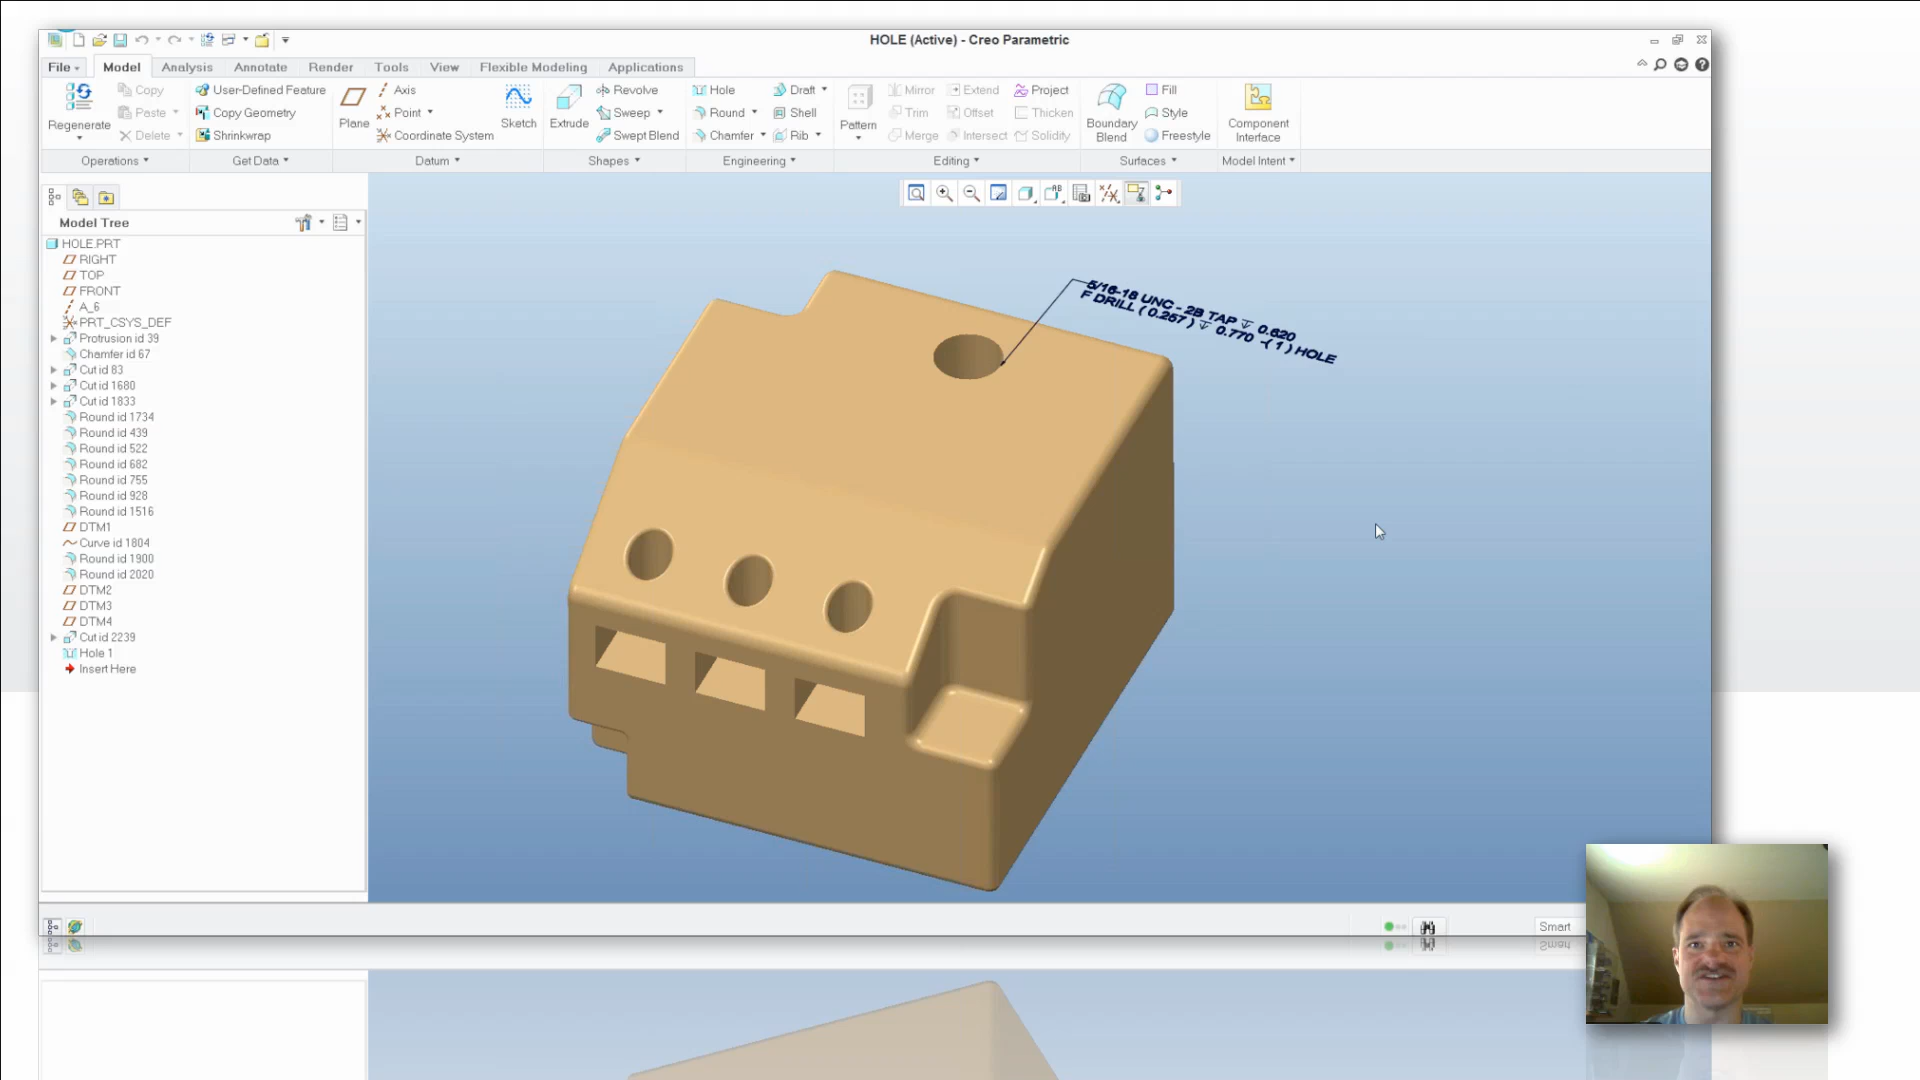 HOLE (Active) - Creo Parametric
File Model Analysis Annotate Render Tools View Flexible Modeling Applications
Regenerate
Copy
Paste
Delete
User-Defined Feature
Copy Geometry
Shrinkwrap
Plane
Axis
Point
Coordinate System
Sketch
Extrude
Revolve
Sweep
Swept Blend
Hole
Round
Chamfer
Draft
Shell
Rib
Pattern
Mirror
Trim
Merge
Extend
Offset
Intersect
Project
Thicken
Solidify
Boundary
Blend
Fill
Style
Freestyle
Component
Interface
Operations Get Data Datum Shapes Engineering Editing Surfaces Model Intent
Model Tree
HOLE.PRT
RIGHT
TOP
FRONT
A_6
PRT_CSYS_DEF
Protrusion id 39
Chamfer id 67
Cut id 83
Cut id 1680
Cut id 1833
Round id 1734
Round id 439
Round id 522
Round id 682
Round id 755
Round id 928
Round id 1516
DTM1
Curve id 1804
Round id 1900
Round id 2020
DTM2
DTM3
DTM4
Cut id 2239
Hole 1
Insert Here
5/16-18 UNC - 2B TAP ↧ 0.620
F DRILL ( 0.257 ) ↧ 0.770 -( 1 ) HOLE
Smart